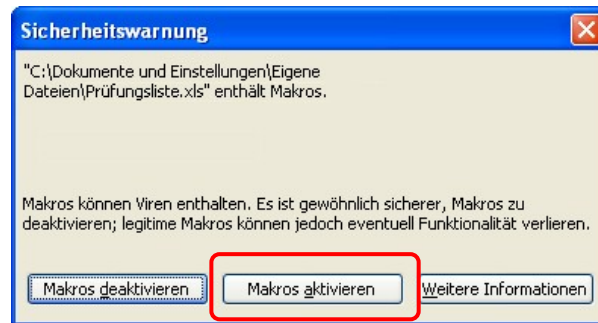 Sicherheitswarnung
"C:\Dokumente und Einstellungen\Eigene
Dateien\Prüfungsliste.xls" enthält Makros.
Makros können Viren enthalten. Es ist gewöhnlich sicherer, Makros zu
deaktivieren; legitime Makros können jedoch eventuell Funktionalität verlieren.
Makros deaktivieren Makros aktivieren Weitere Informationen